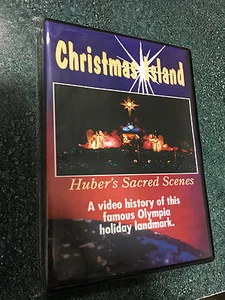 Christmas Island
Huber's Sacred Scenes
A video history of this
famous Olympia
holiday landmark.